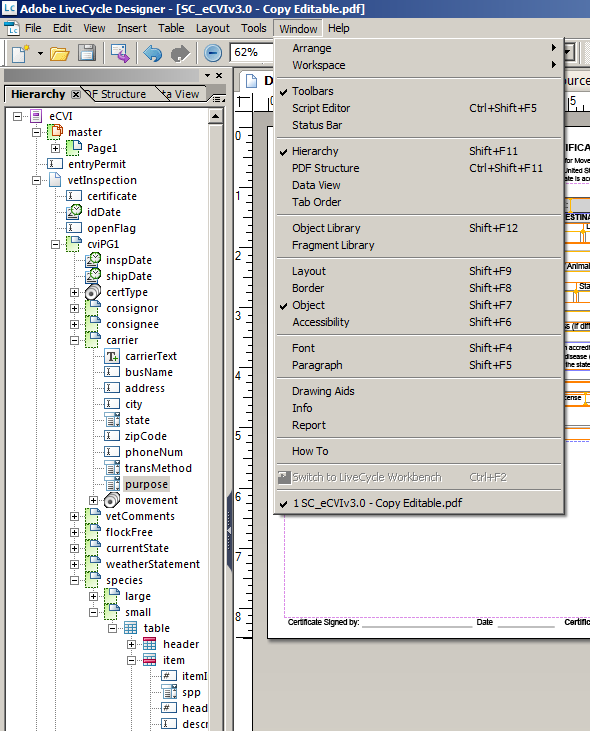 Lc Adobe LiveCycle Designer - [SC_eCVIv3.0 - Copy Editable.pdf]
Lc File Edit View Insert Table Layout Tools Window Help
62%
Hierarchy DF Structure ta View
eCVI
master
Page1
entryPermit
vetInspection
certificate
idDate
openFlag
cviPG1
inspDate
shipDate
certType
consignor
consignee
carrier
carrierText
busName
address
city
state
zipCode
phoneNum
transMethod
purpose
movement
vetComments
flockFree
currentState
weatherStatement
species
large
small
table
header
item
itemI
spp
head
descr
Arrange
Workspace
Toolbars
Script Editor Ctrl+Shift+F5
Status Bar
Hierarchy Shift+F11
PDF Structure Ctrl+Shift+F11
Data View
Tab Order
Object Library Shift+F12
Fragment Library
Layout Shift+F9
Border Shift+F8
Object Shift+F7
Accessibility Shift+F6
Font Shift+F4
Paragraph Shift+F5
Drawing Aids
Info
Report
How To
Switch to LiveCycle Workbench Ctrl+F2
1 SC_eCVIv3.0 - Copy Editable.pdf
D
ource
0
5
0
1
2
3
4
5
6
7
8
IFICA
for Move
United S
ate is acc
DESTINA
Animal
Sta
s (if diff
n accredi
disease (
the state
cense
Certificate Signed by: Date Certifi